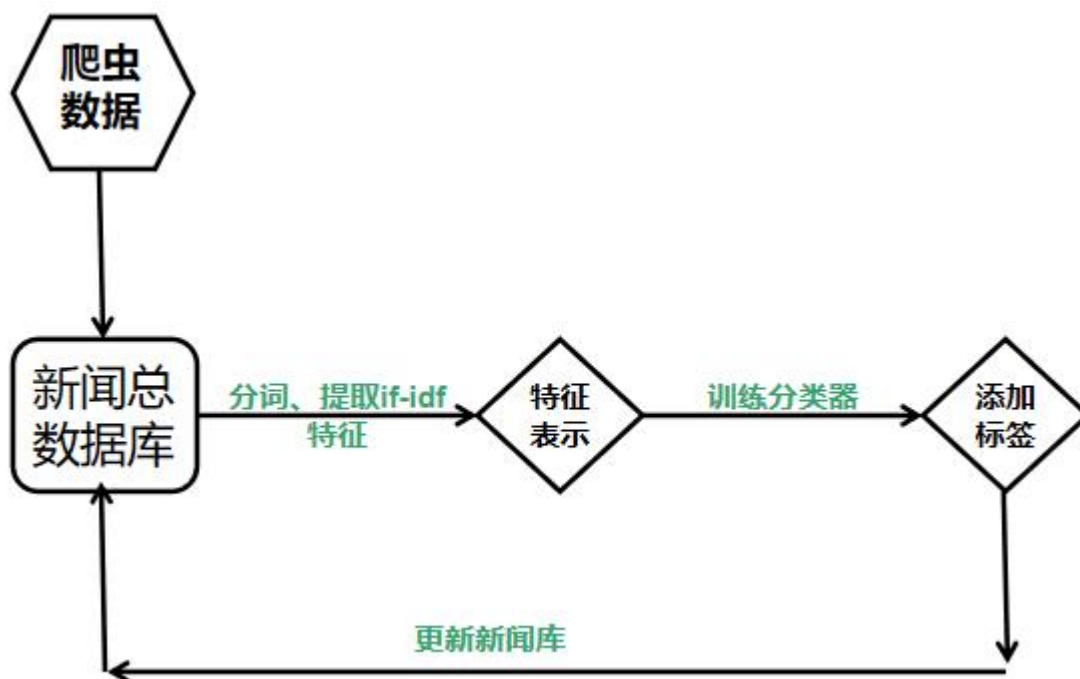 爬虫
数据
新闻总
数据库
分词、提取if-idf
特征
特征
表示
训练分类器
添加
标签
更新新闻库